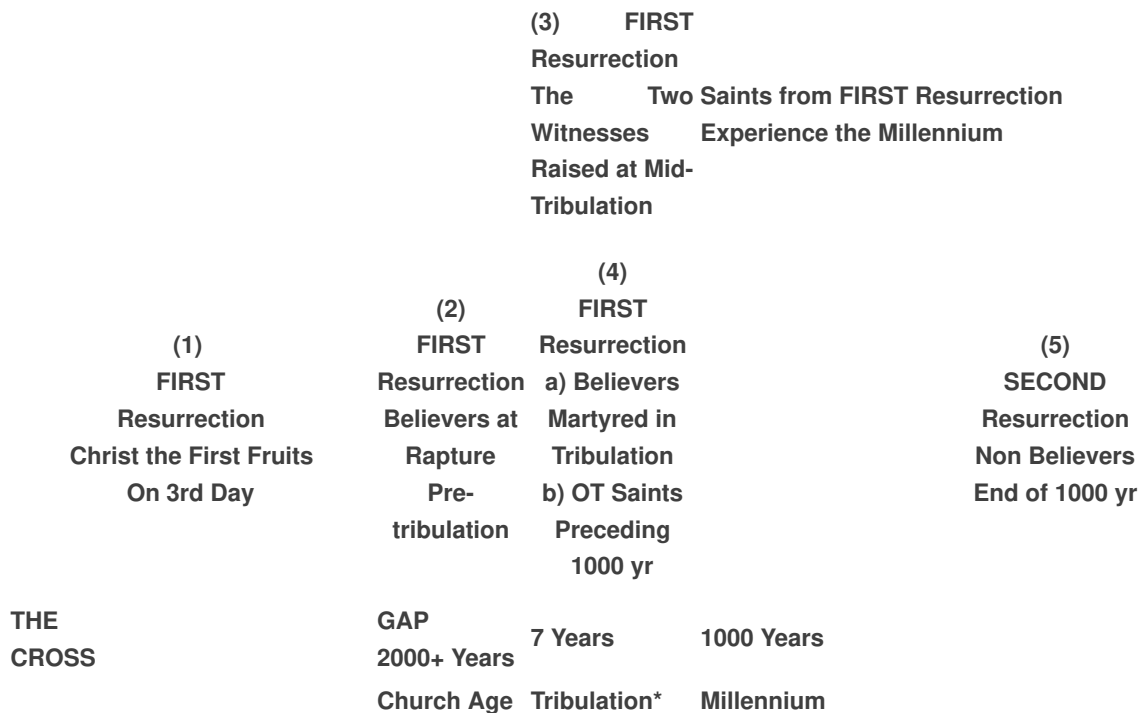 (3) FIRST
Resurrection
The Two Saints from FIRST Resurrection
Witnesses Experience the Millennium
Raised at Mid-
Tribulation
(1)
FIRST
Resurrection
Christ the First Fruits
On 3rd Day
(2)
FIRST
Resurrection
Believers at
Rapture
Pre-
tribulation
(4)
FIRST
Resurrection
a) Believers
Martyred in
Tribulation
b) OT Saints
Preceding
1000 yr
(5)
SECOND
Resurrection
Non Believers
End of 1000 yr
THE
CROSS
GAP
2000+ Years
7 Years
1000 Years
Church Age
Tribulation*
Millennium